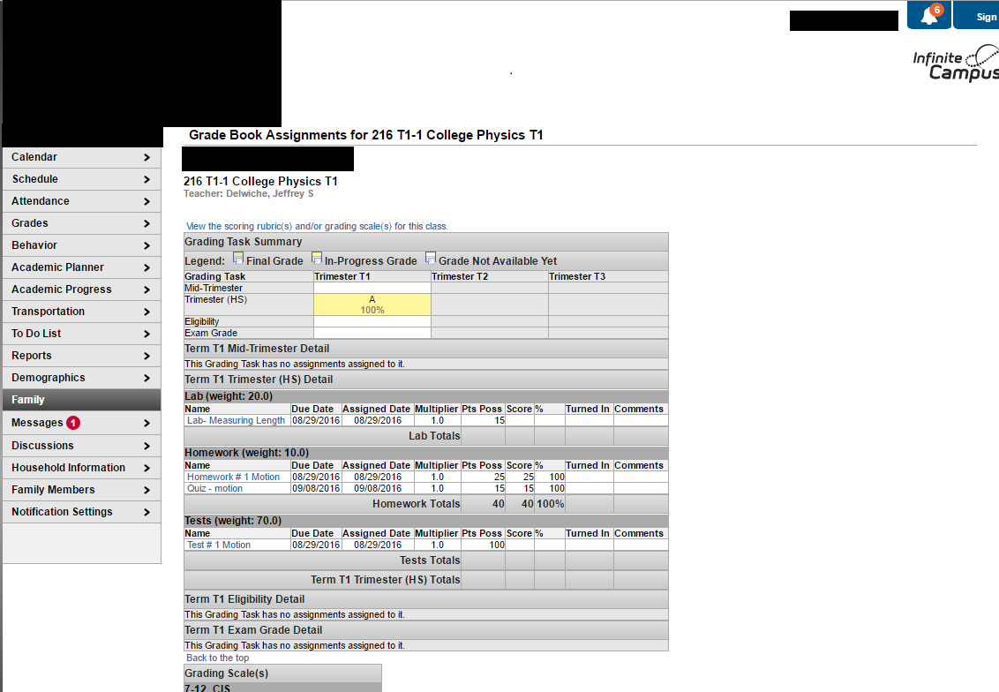 6
Sign
Infinite
Campus
Grade Book Assignments for 216 T1-1 College Physics T1
Calendar
Schedule
Attendance
Grades
Behavior
Academic Planner
Academic Progress
Transportation
To Do List
Reports
Demographics
Family
Messages 1
Discussions
Household Information
Family Members
Notification Settings
216 T1-1 College Physics T1
Teacher: Delwiche, Jeffrey S
View the scoring rubric(s) and/or grading scale(s) for this class.
Grading Task Summary
Legend: Final Grade In-Progress Grade Grade Not Available Yet
Grading Task Trimester T1 Trimester T2 Trimester T3
Mid-Trimester
Trimester (HS) A
100%
Eligibility
Exam Grade
Term T1 Mid-Trimester Detail
This Grading Task has no assignments assigned to it.
Term T1 Trimester (HS) Detail
Lab (weight: 20.0)
Name Due Date Assigned Date Multiplier Pts Poss Score % Turned In Comments
Lab- Measuring Length 08/29/2016 08/29/2016 1.0 15
Lab Totals
Homework (weight: 10.0)
Name Due Date Assigned Date Multiplier Pts Poss Score % Turned In Comments
Homework # 1 Motion 08/29/2016 08/29/2016 1.0 25 25 100
Quiz - motion 09/08/2016 09/08/2016 1.0 15 15 100
Homework Totals 40 40 100%
Tests (weight: 70.0)
Name Due Date Assigned Date Multiplier Pts Poss Score % Turned In Comments
Test # 1 Motion 08/29/2016 08/29/2016 1.0 100
Tests Totals
Term T1 Trimester (HS) Totals
Term T1 Eligibility Detail
This Grading Task has no assignments assigned to it.
Term T1 Exam Grade Detail
This Grading Task has no assignments assigned to it.
Back to the top
Grading Scale(s)
7-12 CIS